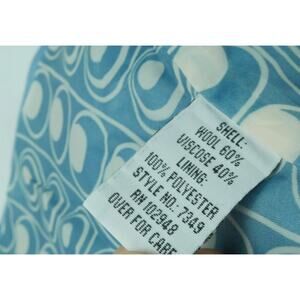 SHELL:
WOOL 60%
VISCOSE 40%
LINING:
100% POLYESTER
STYLE NO.: 7349
RN 102948
OVER FOR CARE